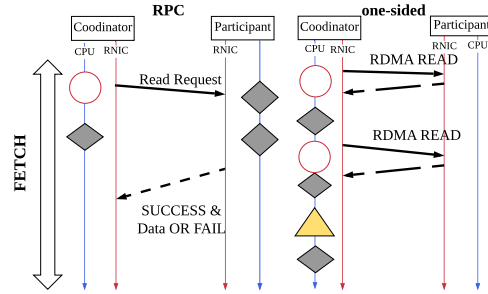 RPC
one-sided
Coodinator
Participant
Coodinator
Participant
CPU
RNIC
RNIC
RNIC
RNIC
CPU
RDMA READ
Read Request
RDMA READ
FETCH
SUCCESS &
Data OR FAIL